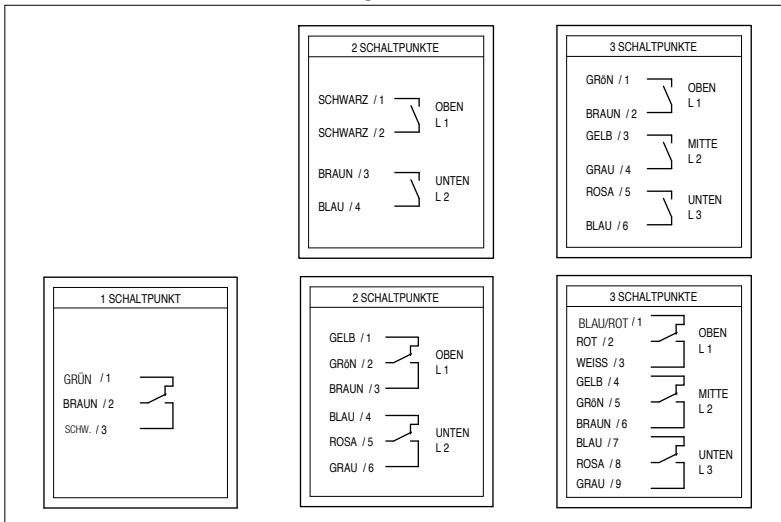 2 SCHALTPUNKTE
SCHWARZ / 1
OBEN
L 1
SCHWARZ / 2
BRAUN / 3
UNTEN
L 2
BLAU / 4
3 SCHALTPUNKTE
GRöN / 1
OBEN
L 1
BRAUN / 2
GELB / 3
MITTE
L 2
GRAU / 4
ROSA / 5
UNTEN
L 3
BLAU / 6
1 SCHALTPUNKT
GRÜN / 1
BRAUN / 2
SCHW. / 3
2 SCHALTPUNKTE
GELB / 1
OBEN
GRöN / 2
L 1
BRAUN / 3
BLAU / 4
UNTEN
ROSA / 5
L 2
GRAU / 6
3 SCHALTPUNKTE
BLAU/ROT / 1
OBEN
ROT / 2
L 1
WEISS / 3
GELB / 4
MITTE
GRöN / 5
L 2
BRAUN / 6
BLAU / 7
UNTEN
ROSA / 8
L 3
GRAU / 9